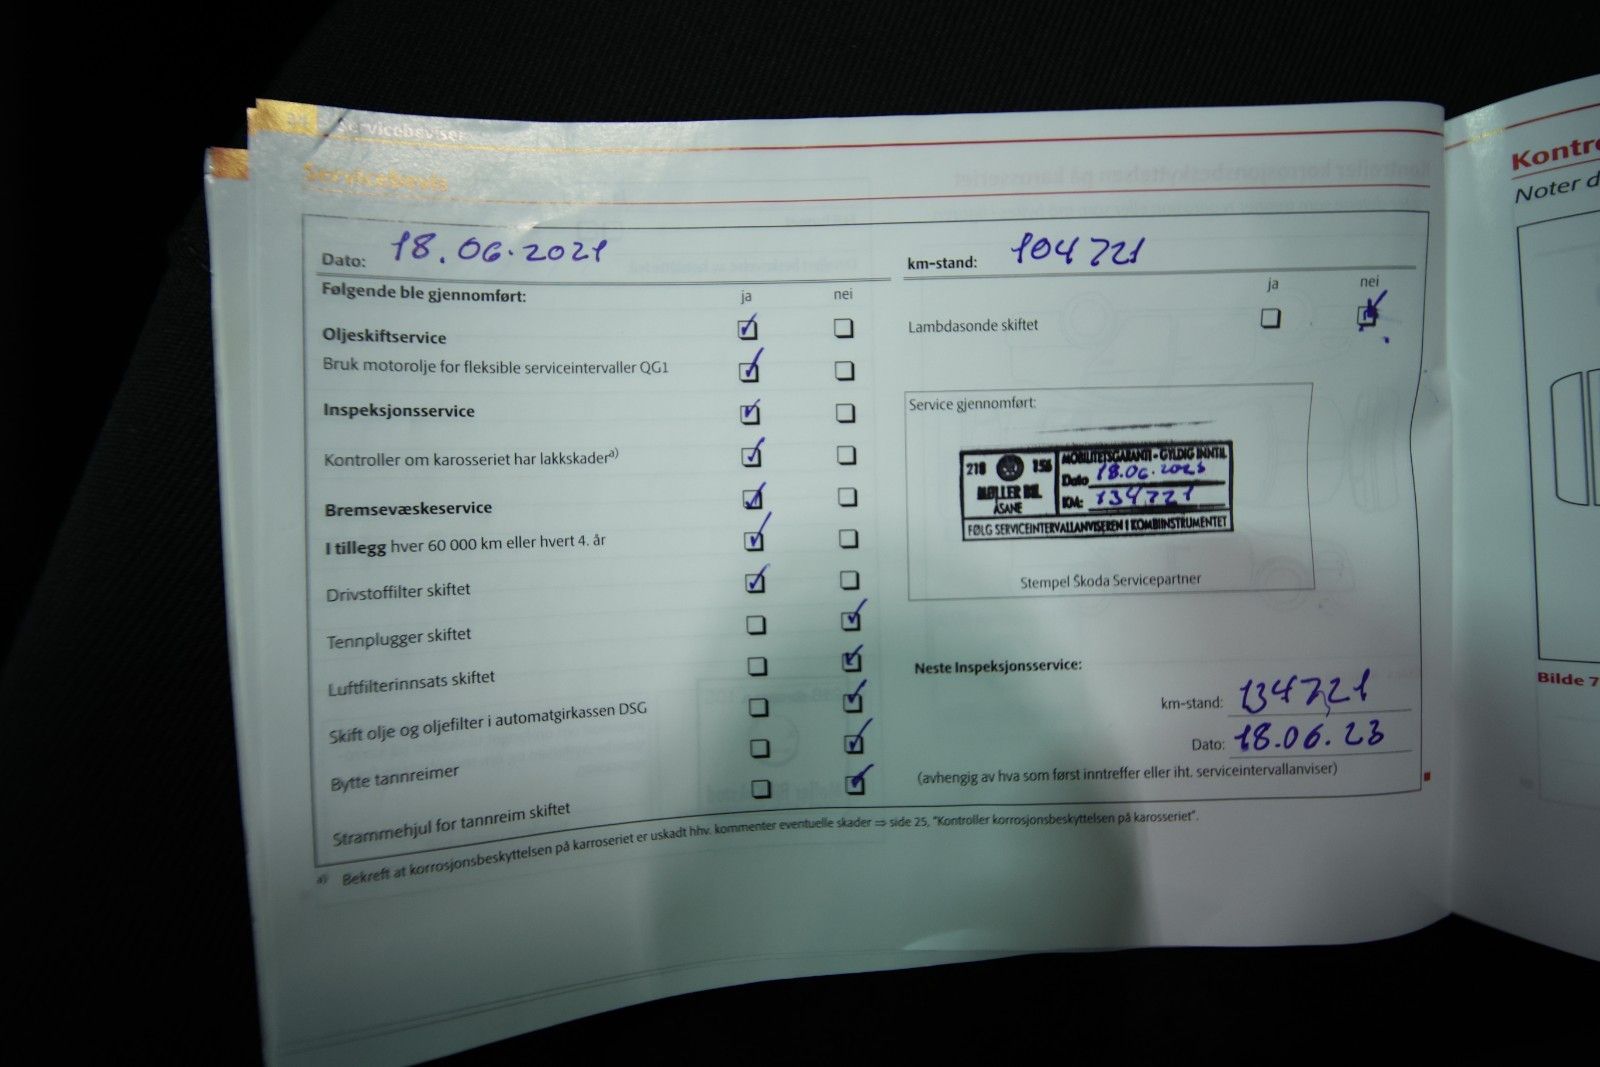 Servicebeviser
Servicebevis
Dato: 18.06.2021
Følgende ble gjennomført: ja nei
Oljeskiftservice
Bruk motorolje for fleksible serviceintervaller QG1
Inspeksjonsservice
Kontroller om karosseriet har lakkskader a)
Bremsevæskeservice
I tillegg hver 60 000 km eller hvert 4. år
Drivstoffilter skiftet
Tennplugger skiftet
Luftfilterinnsats skiftet
Skift olje og oljefilter i automatgirkassen DSG
Bytte tannreimer
Strammehjul for tannreim skiftet
km-stand: 104721
ja nei
Lambdasonde skiftet
Service gjennomført:
MØLLER BIL
ÅSANE
MOBILITETSGARANTI - GYLDIG INNTIL
Dato 18.06.2023
KM: 134721
FØLG SERVICEINTERVALLANVISEREN I KOMBIINSTRUMENTET
Stempel Škoda Servicepartner
Neste Inspeksjonsservice:
km-stand: 134721
Dato: 18.06.23
(avhengig av hva som først inntreffer eller iht. serviceintervallanviser)
a) Bekreft at korrosjonsbeskyttelsen på karroseriet er uskadt hhv. kommenter eventuelle skader ⇒ side 25, "Kontroller korrosjonsbeskyttelsen på karosseriet".
Noter
Bilde 7